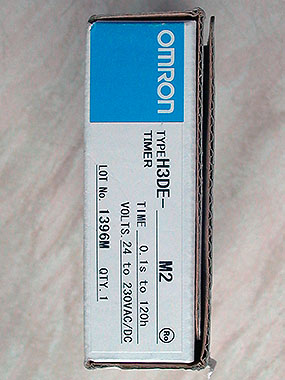 OMRON
TYPE H3DE- M2
TIMER
TIME 0.1s to 120h
VOLTS. 24 to 230VAC/DC
LOT No. 1396M QTY. 1
Ro